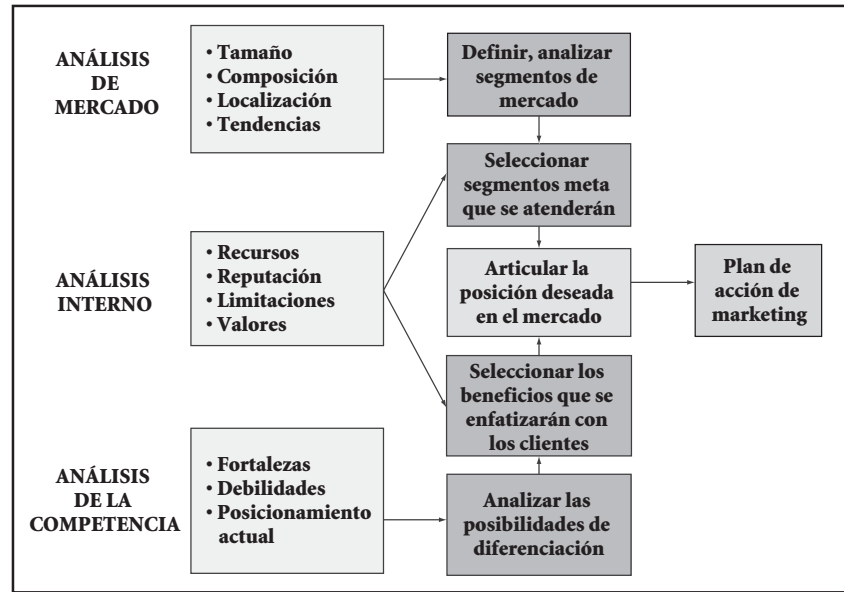 ANÁLISIS
DE
MERCADO
• Tamaño
• Composición
• Localización
• Tendencias
Definir, analizar
segmentos de
mercado
Seleccionar
segmentos meta
que se atenderán
ANÁLISIS
INTERNO
• Recursos
• Reputación
• Limitaciones
• Valores
Articular la
posición deseada
en el mercado
Plan de
acción de
marketing
Seleccionar los
beneficios que se
enfatizarán con
los clientes
ANÁLISIS
DE LA
COMPETENCIA
• Fortalezas
• Debilidades
• Posicionamiento
actual
Analizar las
posibilidades de
diferenciación